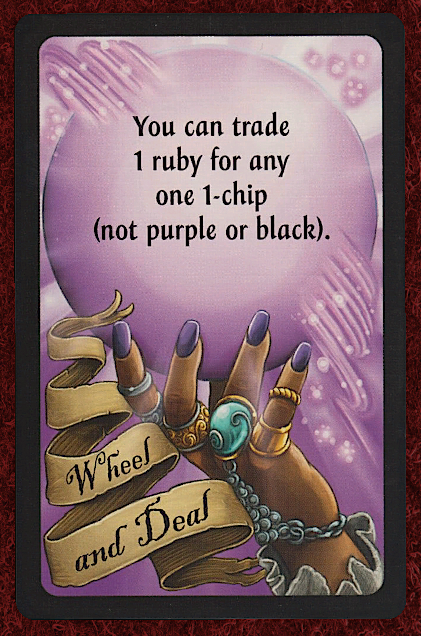 You can trade
1 ruby for any
one 1-chip
(not purple or black).
Wheel
and Deal